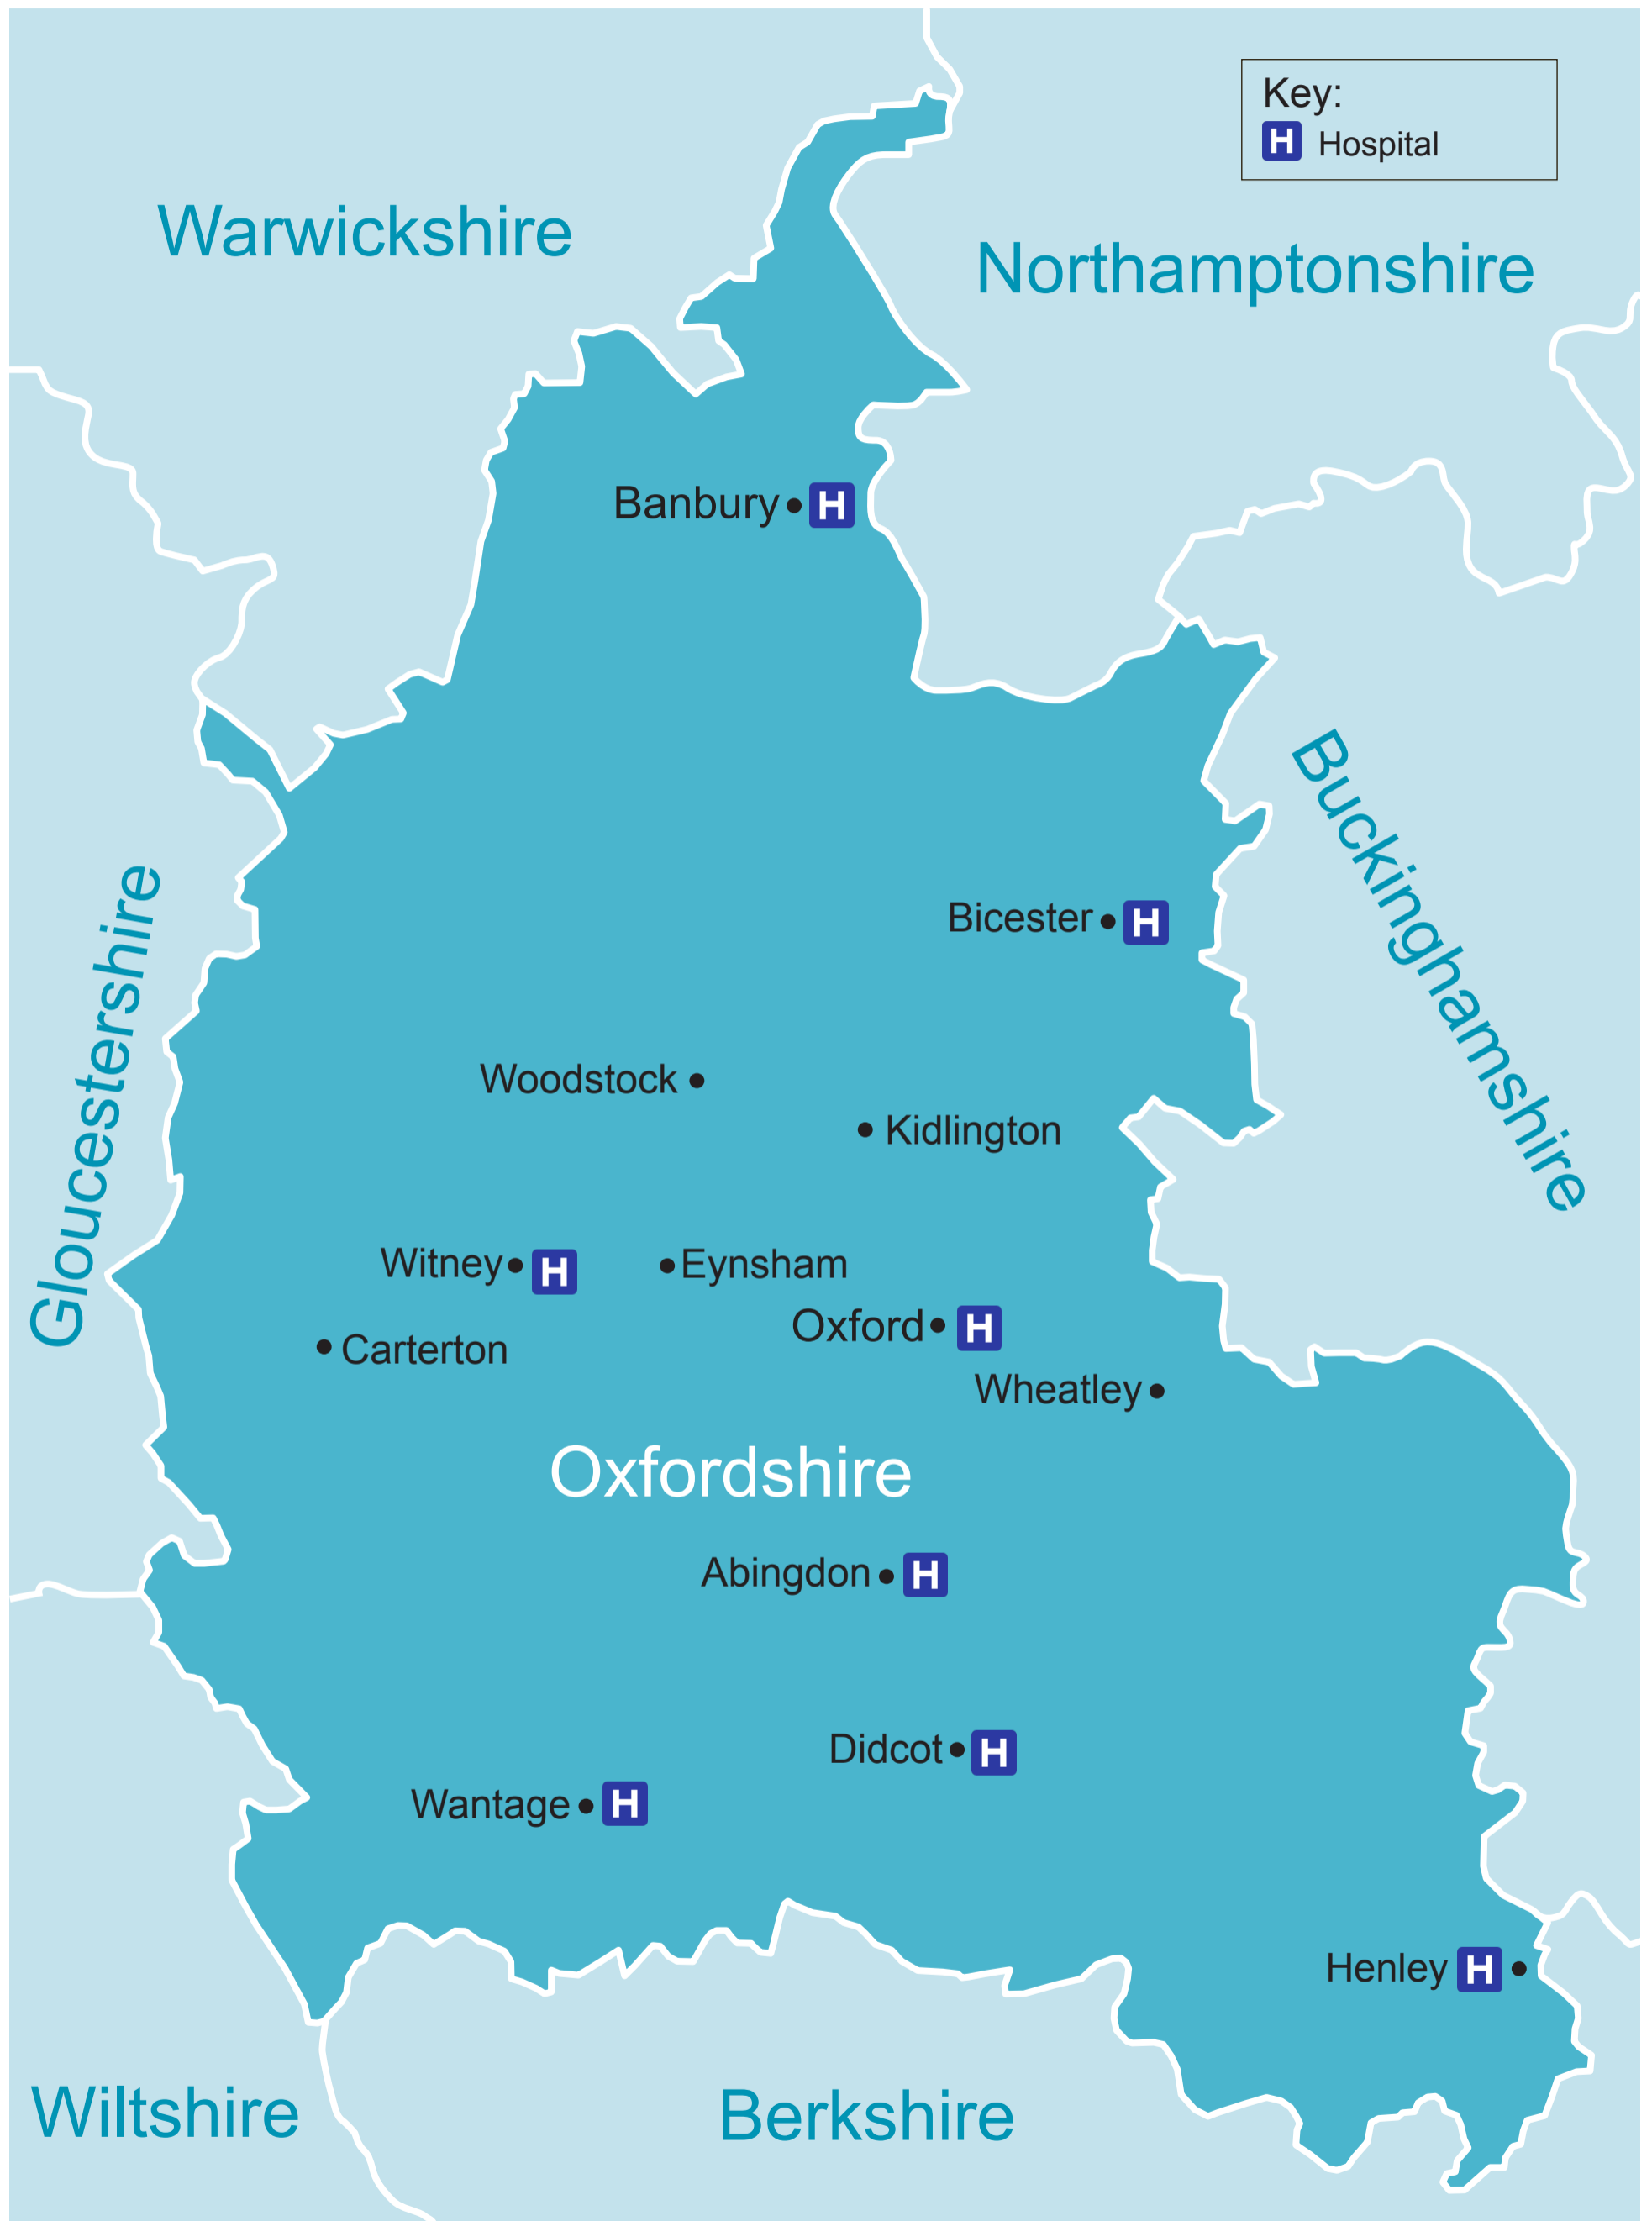 Key:
H Hospital
Warwickshire
Northamptonshire
Banbury H
Buckinghamshire
Gloucestershire
Bicester H
Woodstock
Kidlington
Witney H
Eynsham
Oxford H
Carterton
Wheatley
Oxfordshire
Abingdon H
Didcot H
Wantage H
Henley H
Wiltshire
Berkshire